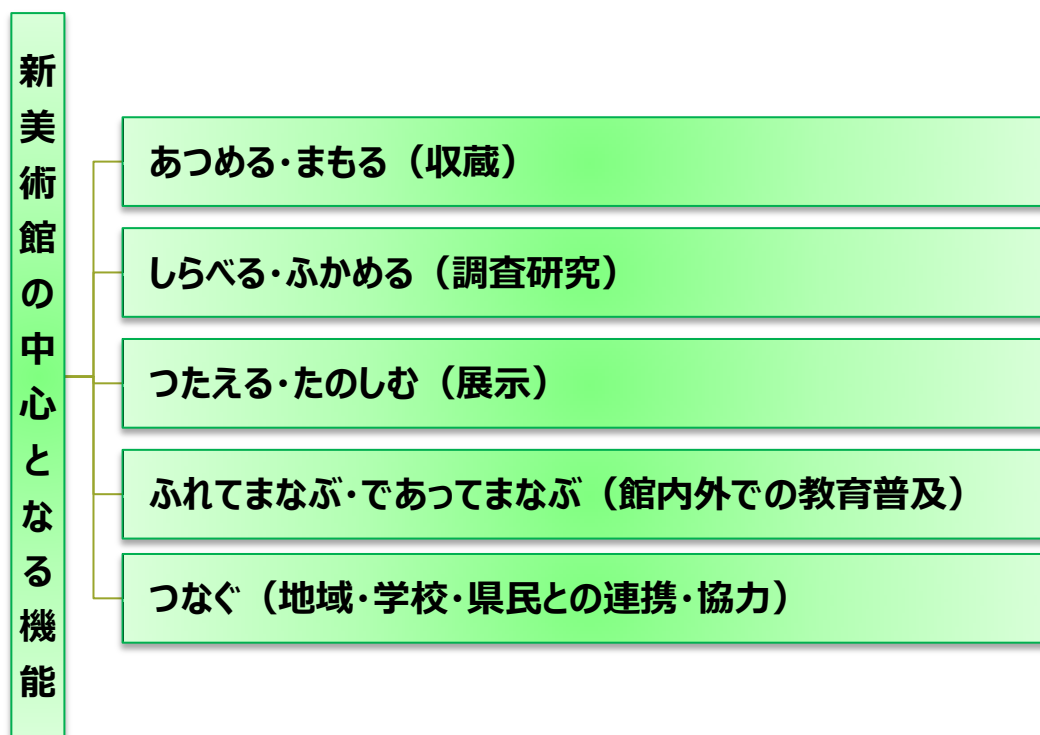 新美術館の中心となる機能
あつめる・まもる（収蔵）
しらべる・ふかめる（調査研究）
つたえる・たのしむ（展示）
ふれてまなぶ・であってまなぶ（館内外での教育普及）
つなぐ（地域・学校・県民との連携・協力）